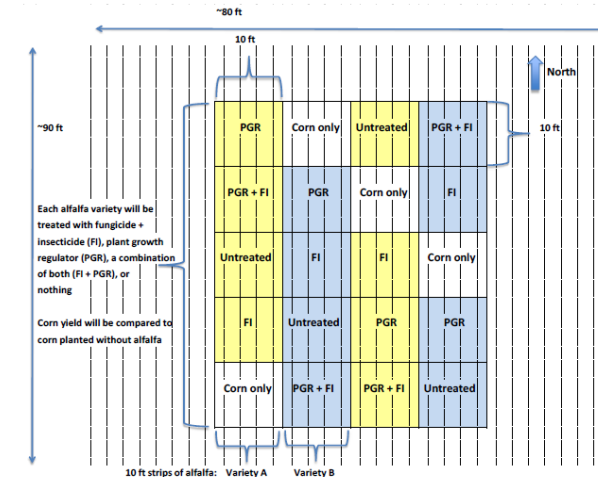 ~80 ft
10 ft
North
~90 ft
PGR Corn only Untreated PGR + FI
10 ft
PGR + FI PGR Corn only FI
Each alfalfa variety will be
treated with fungicide +
insecticide (FI), plant growth
regulator (PGR), a combination
of both (FI + PGR), or
nothing
Untreated FI FI Corn only
Corn yield will be compared to
corn planted without alfalfa
FI Untreated PGR PGR
Corn only PGR + FI PGR + FI Untreated
10 ft strips of alfalfa: Variety A Variety B